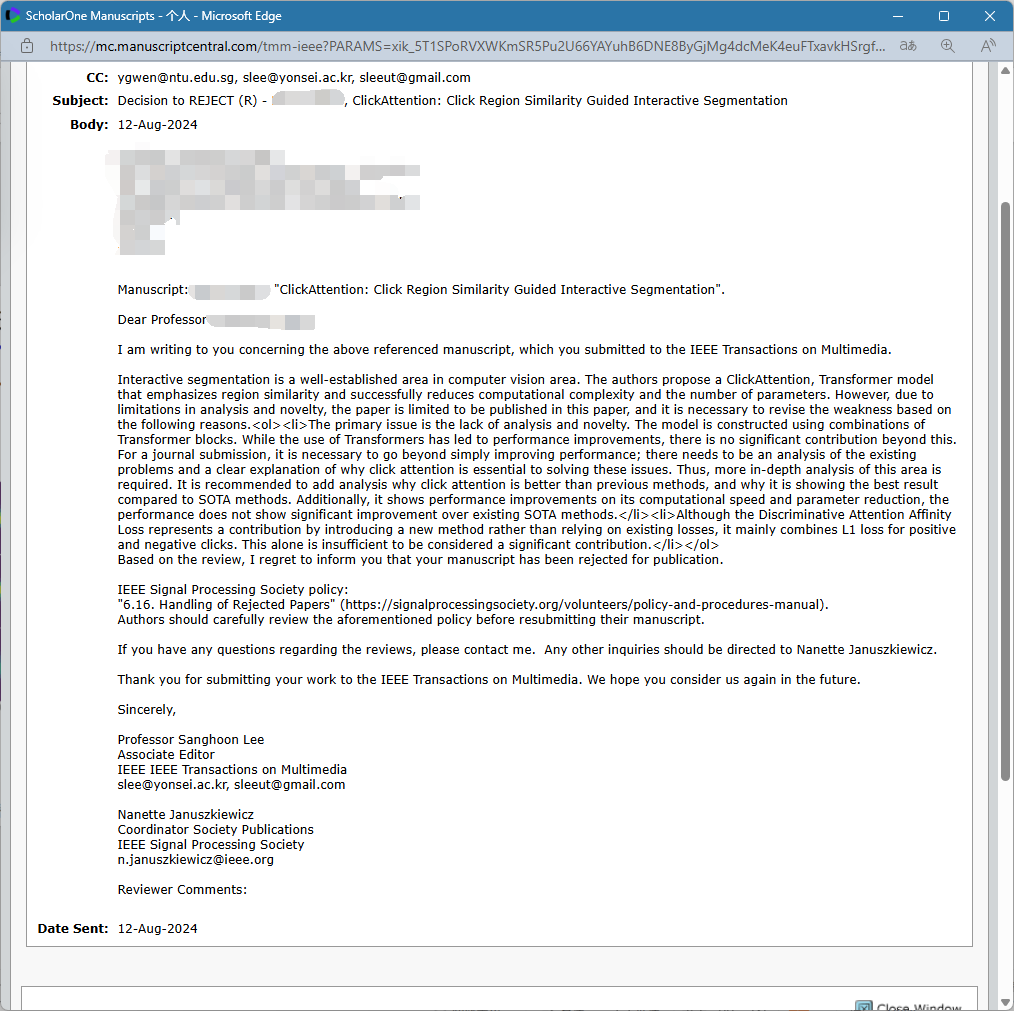 ScholarOne Manuscripts - 个人 - Microsoft Edge
https://mc.manuscriptcentral.com/tmm-ieee?PARAMS=xik_5T1SPoRVXWKmSR5Pu2U66YAYuhB6DNE8ByGjMg4dcMeK4euFTxavkHSrgf...
CC: ygwen@ntu.edu.sg, slee@yonsei.ac.kr, sleeut@gmail.com
Subject: Decision to REJECT (R) - , ClickAttention: Click Region Similarity Guided Interactive Segmentation
Body: 12-Aug-2024
Manuscript: "ClickAttention: Click Region Similarity Guided Interactive Segmentation".
Dear Professor
I am writing to you concerning the above referenced manuscript, which you submitted to the IEEE Transactions on Multimedia.
Interactive segmentation is a well-established area in computer vision area. The authors propose a ClickAttention, Transformer model
that emphasizes region similarity and successfully reduces computational complexity and the number of parameters. However, due to
limitations in analysis and novelty, the paper is limited to be published in this paper, and it is necessary to revise the weakness based on
the following reasons.<ol><li>The primary issue is the lack of analysis and novelty. The model is constructed using combinations of
Transformer blocks. While the use of Transformers has led to performance improvements, there is no significant contribution beyond this.
For a journal submission, it is necessary to go beyond simply improving performance; there needs to be an analysis of the existing
problems and a clear explanation of why click attention is essential to solving these issues. Thus, more in-depth analysis of this area is
required. It is recommended to add analysis why click attention is better than previous methods, and why it is showing the best result
compared to SOTA methods. Additionally, it shows performance improvements on its computational speed and parameter reduction, the
performance does not show significant improvement over existing SOTA methods.</li><li>Although the Discriminative Attention Affinity
Loss represents a contribution by introducing a new method rather than relying on existing losses, it mainly combines L1 loss for positive
and negative clicks. This alone is insufficient to be considered a significant contribution.</li></ol>
Based on the review, I regret to inform you that your manuscript has been rejected for publication.
IEEE Signal Processing Society policy:
"6.16. Handling of Rejected Papers" (https://signalprocessingsociety.org/volunteers/policy-and-procedures-manual).
Authors should carefully review the aforementioned policy before resubmitting their manuscript.
If you have any questions regarding the reviews, please contact me.  Any other inquiries should be directed to Nanette Januszkiewicz.
Thank you for submitting your work to the IEEE Transactions on Multimedia. We hope you consider us again in the future.
Sincerely,
Professor Sanghoon Lee
Associate Editor
IEEE IEEE Transactions on Multimedia
slee@yonsei.ac.kr, sleeut@gmail.com
Nanette Januszkiewicz
Coordinator Society Publications
IEEE Signal Processing Society
n.januszkiewicz@ieee.org
Reviewer Comments:
Date Sent: 12-Aug-2024
Close Window